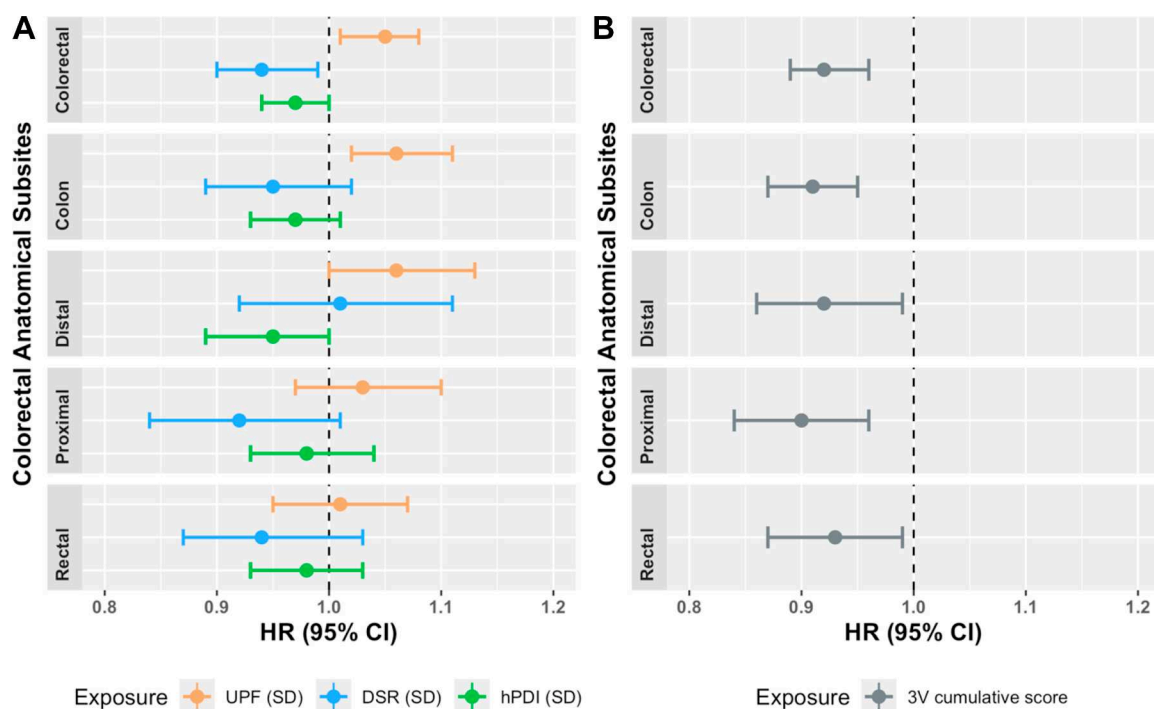 A
Colorectal Anatomical Subsites
Colorectal
Colon
Distal
Proximal
Rectal
0.8 0.9 1.0 1.1 1.2
HR (95% CI)
Exposure UPF (SD) DSR (SD) hPDI (SD)
B
Colorectal Anatomical Subsites
Colorectal
Colon
Distal
Proximal
Rectal
0.8 0.9 1.0 1.1 1.2
HR (95% CI)
Exposure 3V cumulative score